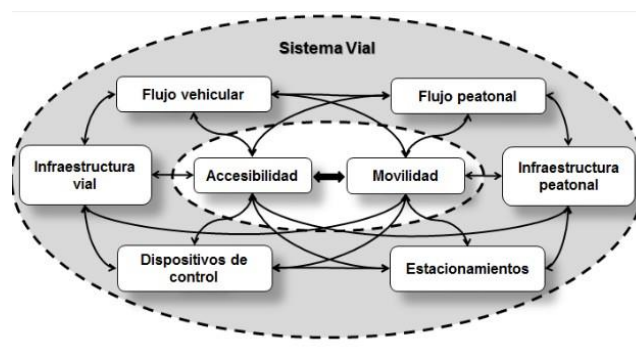 Sistema Vial
Flujo vehicular
Flujo peatonal
Infraestructura
vial
Accesibilidad
Movilidad
Infraestructura
peatonal
Dispositivos de
control
Estacionamientos